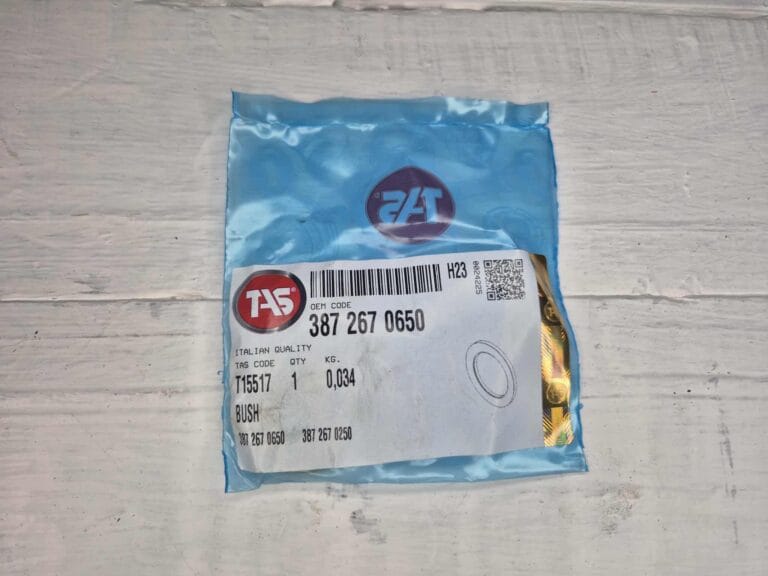 TAS
TAS
H23
0024225
OEM CODE
387 267 0650
ITALIAN QUALITY
TAS CODE QTY KG.
T15517 1 0,034
BUSH
387 267 0650 387 267 0250